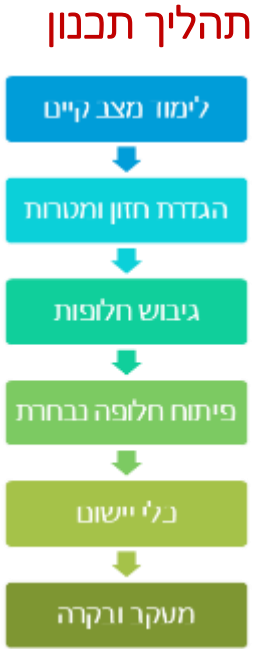 תהליך תכנון
לימוד מצב קיים
הגדרת חזון ומטרות
גיבוש חלופות
פיתוח חלופה נבחרת
כלי יישום
מעקב ובקרה